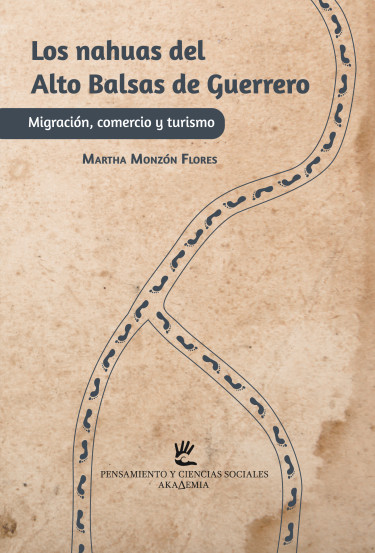 Los nahuas del
Alto Balsas de Guerrero
Migración, comercio y turismo
Martha Monzón Flores
PENSAMIENTO Y CIENCIAS SOCIALES
AKAΔEMIA